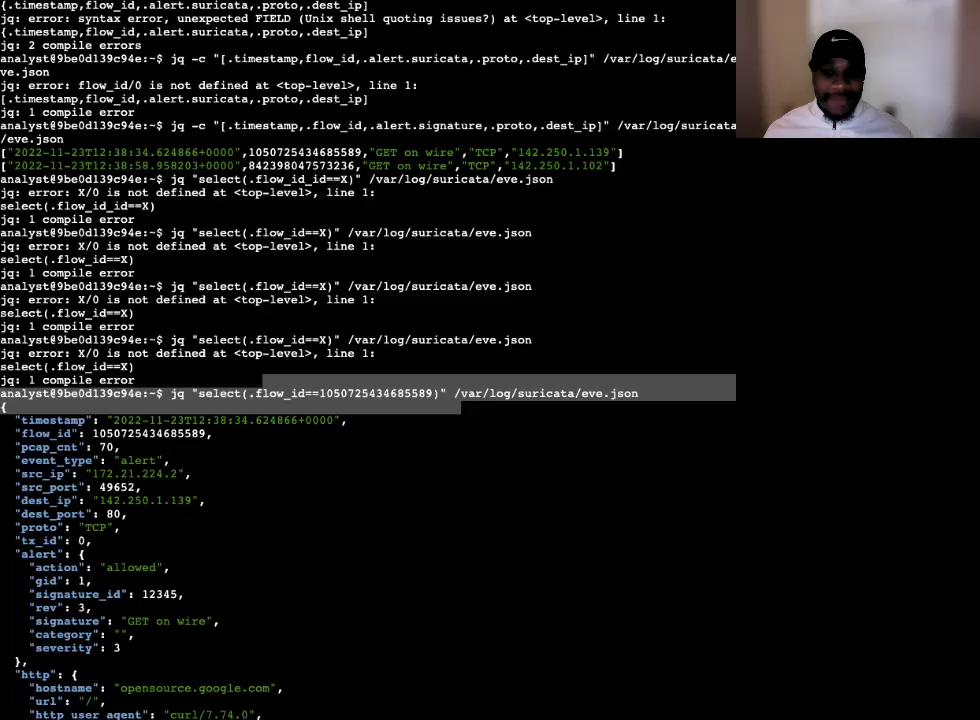 {.timestamp,flow_id,.alert.suricata,.proto,.dest_ip]
jq: error: syntax error, unexpected FIELD (Unix shell quoting issues?) at <top-level>, line 1:
{.timestamp,flow_id,.alert.suricata,.proto,.dest_ip]
jq: 2 compile errors
analyst@9be0d139c94e:~$ jq -c "[.timestamp,flow_id,.alert.suricata,.proto,.dest_ip]" /var/log/suricata/e
ve.json
jq: error: flow_id/0 is not defined at <top-level>, line 1:
[.timestamp,flow_id,.alert.suricata,.proto,.dest_ip]
jq: 1 compile error
analyst@9be0d139c94e:~$ jq -c "[.timestamp,.flow_id,.alert.signature,.proto,.dest_ip]" /var/log/suricata
/eve.json
["2022-11-23T12:38:34.624866+0000",1050725434685589,"GET on wire","TCP","142.250.1.139"]
["2022-11-23T12:38:58.958203+0000",842398047573236,"GET on wire","TCP","142.250.1.102"]
analyst@9be0d139c94e:~$ jq "select(.flow_id_id==X)" /var/log/suricata/eve.json
jq: error: X/0 is not defined at <top-level>, line 1:
select(.flow_id_id==X)
jq: 1 compile error
analyst@9be0d139c94e:~$ jq "select(.flow_id==X)" /var/log/suricata/eve.json
jq: error: X/0 is not defined at <top-level>, line 1:
select(.flow_id==X)
jq: 1 compile error
analyst@9be0d139c94e:~$ jq "select(.flow_id==X)" /var/log/suricata/eve.json
jq: error: X/0 is not defined at <top-level>, line 1:
select(.flow_id==X)
jq: 1 compile error
analyst@9be0d139c94e:~$ jq "select(.flow_id==X)" /var/log/suricata/eve.json
jq: error: X/0 is not defined at <top-level>, line 1:
select(.flow_id==X)
jq: 1 compile error
analyst@9be0d139c94e:~$ jq "select(.flow_id==1050725434685589)" /var/log/suricata/eve.json
{
"timestamp": "2022-11-23T12:38:34.624866+0000",
"flow_id": 1050725434685589,
"pcap_cnt": 70,
"event_type": "alert",
"src_ip": "172.21.224.2",
"src_port": 49652,
"dest_ip": "142.250.1.139",
"dest_port": 80,
"proto": "TCP",
"tx_id": 0,
"alert": {
"action": "allowed",
"gid": 1,
"signature_id": 12345,
"rev": 3,
"signature": "GET on wire",
"category": "",
"severity": 3
},
"http": {
"hostname": "opensource.google.com",
"url": "/",
"http_user_agent": "curl/7.74.0",